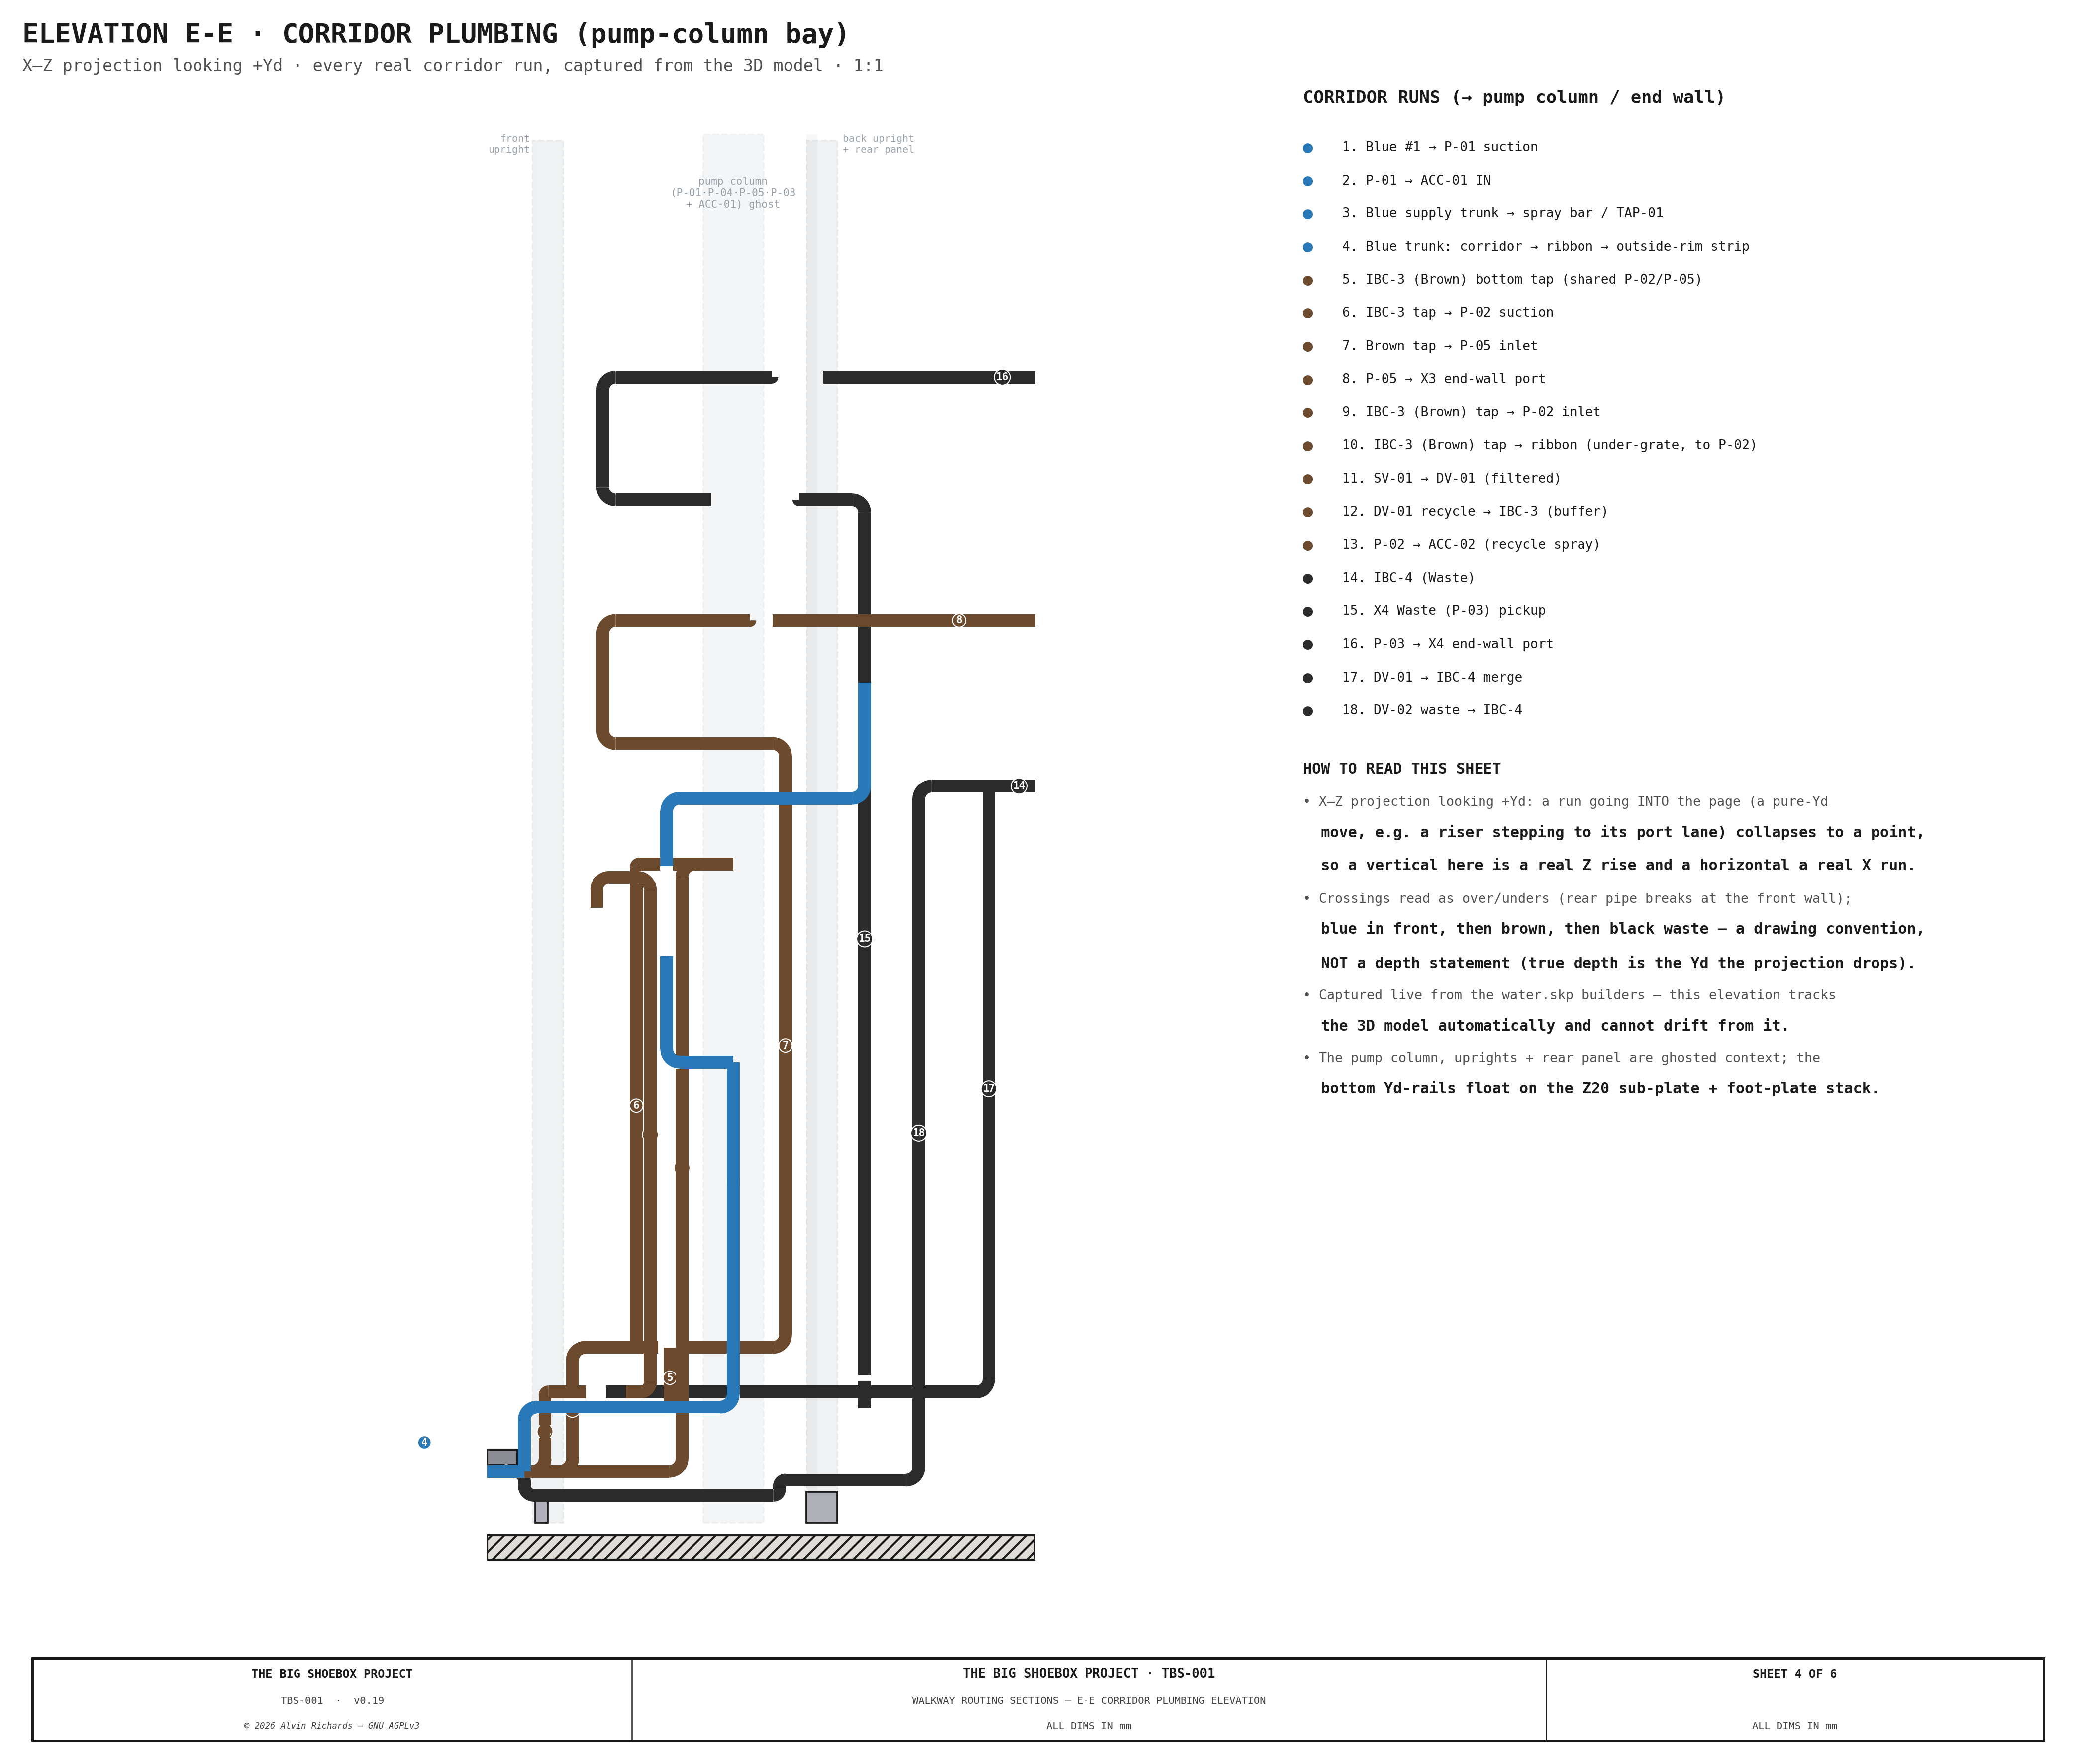 ELEVATION E-E · CORRIDOR PLUMBING (pump-column bay)
X–Z projection looking +Yd · every real corridor run, captured from the 3D model · 1:1
front
upright
back upright
+ rear panel
pump column
(P-01·P-04·P-05·P-03
+ ACC-01) ghost
16
8
14
15
7
17
6
18
5
4
CORRIDOR RUNS (→ pump column / end wall)
1. Blue #1 → P-01 suction
2. P-01 → ACC-01 IN
3. Blue supply trunk → spray bar / TAP-01
4. Blue trunk: corridor → ribbon → outside-rim strip
5. IBC-3 (Brown) bottom tap (shared P-02/P-05)
6. IBC-3 tap → P-02 suction
7. Brown tap → P-05 inlet
8. P-05 → X3 end-wall port
9. IBC-3 (Brown) tap → P-02 inlet
10. IBC-3 (Brown) tap → ribbon (under-grate, to P-02)
11. SV-01 → DV-01 (filtered)
12. DV-01 recycle → IBC-3 (buffer)
13. P-02 → ACC-02 (recycle spray)
14. IBC-4 (Waste)
15. X4 Waste (P-03) pickup
16. P-03 → X4 end-wall port
17. DV-01 → IBC-4 merge
18. DV-02 waste → IBC-4
HOW TO READ THIS SHEET
• X–Z projection looking +Yd: a run going INTO the page (a pure-Yd
move, e.g. a riser stepping to its port lane) collapses to a point,
so a vertical here is a real Z rise and a horizontal a real X run.
• Crossings read as over/unders (rear pipe breaks at the front wall);
blue in front, then brown, then black waste — a drawing convention,
NOT a depth statement (true depth is the Yd the projection drops).
• Captured live from the water.skp builders — this elevation tracks
the 3D model automatically and cannot drift from it.
• The pump column, uprights + rear panel are ghosted context; the
bottom Yd-rails float on the Z20 sub-plate + foot-plate stack.
THE BIG SHOEBOX PROJECT
TBS-001 · v0.19
© 2026 Alvin Richards — GNU AGPLv3
THE BIG SHOEBOX PROJECT · TBS-001
WALKWAY ROUTING SECTIONS — E-E CORRIDOR PLUMBING ELEVATION
ALL DIMS IN mm
SHEET 4 OF 6
ALL DIMS IN mm